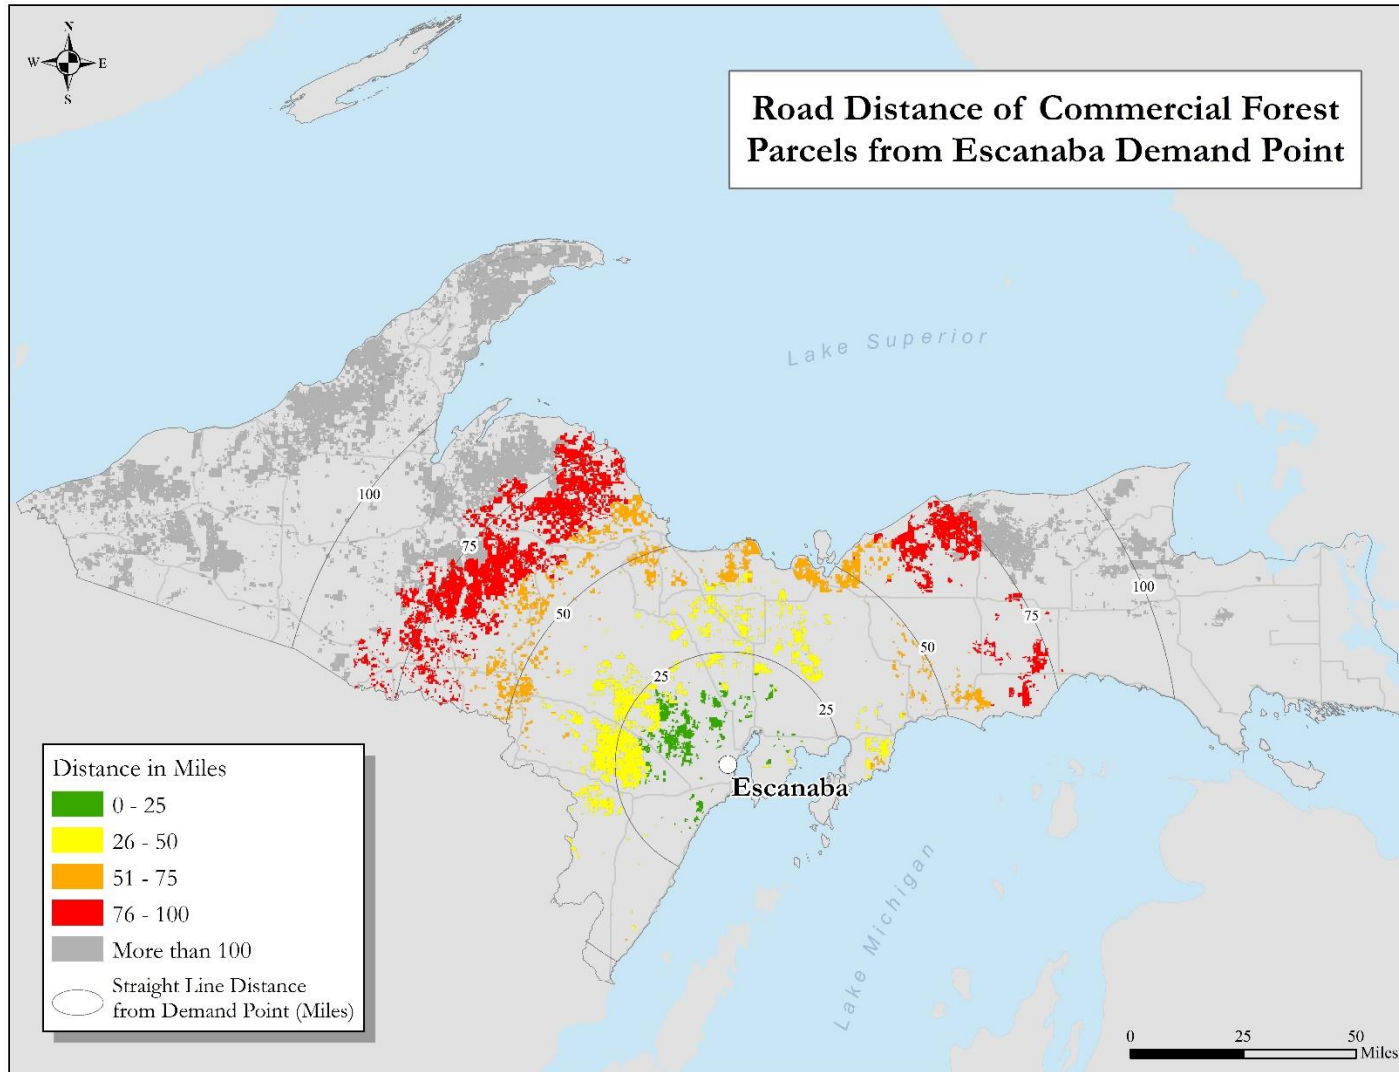 N
W E
S
Road Distance of Commercial Forest
Parcels from Escanaba Demand Point
Lake Superior
100
75
50
25
25
50
75
100
Escanaba
Lake Michigan
Distance in Miles
0 - 25
26 - 50
51 - 75
76 - 100
More than 100
Straight Line Distance
from Demand Point (Miles)
0 25 50
Miles